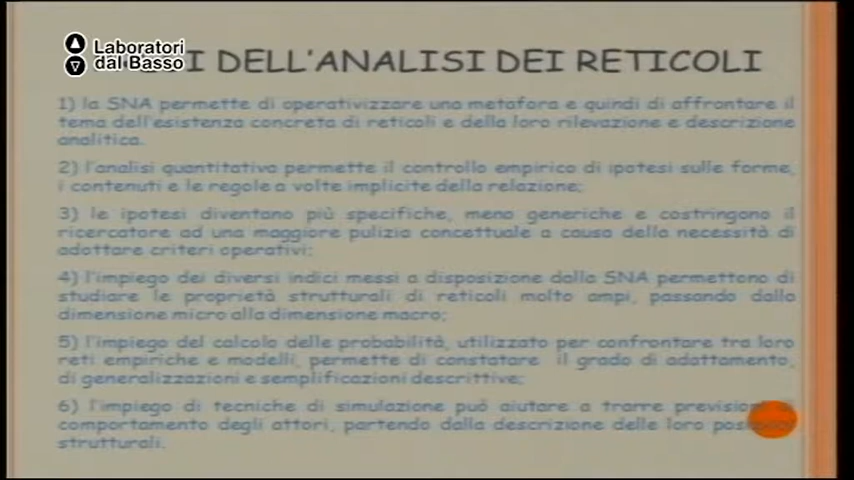 Laboratori
dal Basso
DELL'ANALISI DEI RETICOLI
1) la SNA permette di operativizzare una metafora e quindi di affrontare il
tema dell'esistenza concreta di reticoli e della loro rilevazione e descrizione
analitica.
2) l'analisi quantitativa permette il controllo empirico di ipotesi sulle forme,
i contenuti e le regole a volte implicite della relazione;
3) le ipotesi diventano più specifiche, meno generiche e costringono il
ricercatore ad una maggiore pulizia concettuale a causa della necessità di
adottare criteri operativi;
4) l'impiego dei diversi indici messi a disposizione dalla SNA permettono di
studiare le proprietà strutturali di reticoli molto ampi, passando dalla
dimensione micro alla dimensione macro;
5) l'impiego del calcolo delle probabilità, utilizzato per confrontare tra loro
reti empiriche e modelli, permette di constatare il grado di adattamento,
di generalizzazioni e semplificazioni descrittive;
6) l'impiego di tecniche di simulazione può aiutare a trarre previsioni
comportamento degli attori, partendo dalla descrizione delle loro
strutturali.